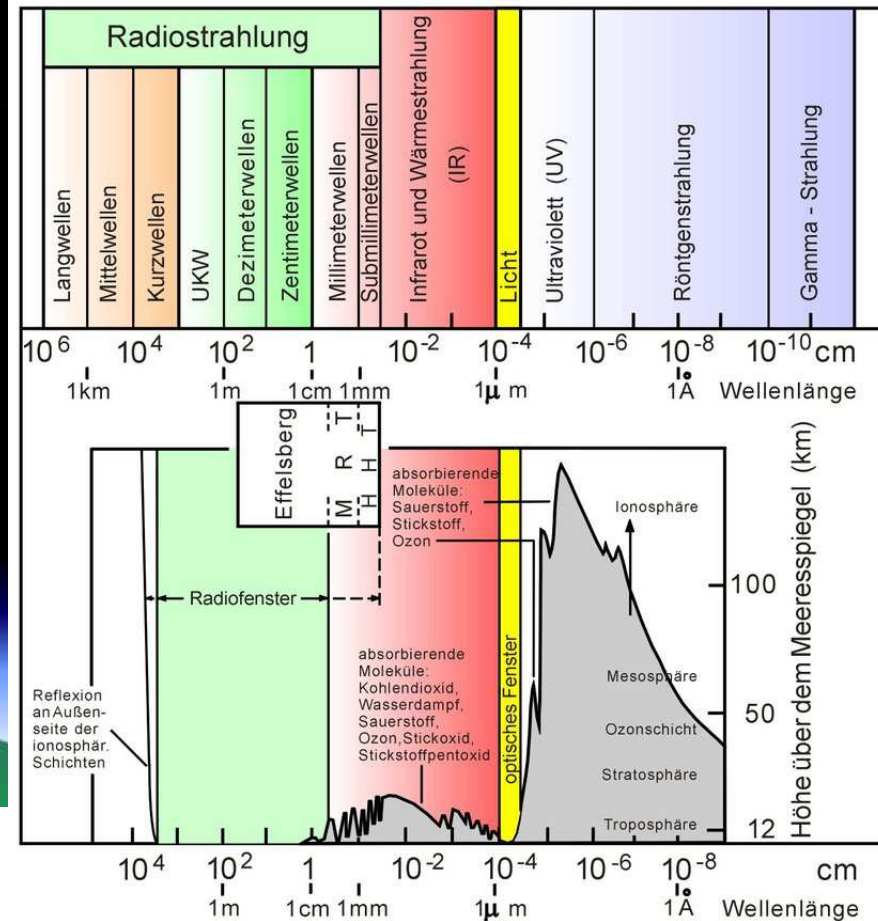 Radiostrahlung
Langwellen
Mittelwellen
Kurzwellen
UKW
Dezimeterwellen
Zentimeterwellen
Millimeterwellen
Submillimeterwellen
Infrarot und Wärmestrahlung
(IR)
Licht
Ultraviolett (UV)
Röntgenstrahlung
Gamma - Strahlung
10⁶ 10⁴ 10² 1 10⁻² 10⁻⁴ 10⁻⁶ 10⁻⁸ 10⁻¹⁰ cm
1km 1m 1cm 1mm 1μ m 1Å Wellenlänge
Effelsberg
M R T
H H T
Radiofenster
Reflexion
an Außen-
seite der
ionosphär.
Schichten
absorbierende
Moleküle:
Kohlendioxid,
Wasserdampf,
Sauerstoff,
Ozon, Stickoxid,
Stickstoffpentoxid
absorbierende
Moleküle:
Sauerstoff,
Stickstoff,
Ozon
optisches Fenster
Ionosphäre
Mesosphäre
Ozonschicht
Stratosphäre
Troposphäre
100
50
12
Höhe über dem Meeresspiegel (km)
10⁴ 10² 1 10⁻² 10⁻⁴ 10⁻⁶ 10⁻⁸ cm
1m 1cm 1mm 1μ m 1Å Wellenlänge